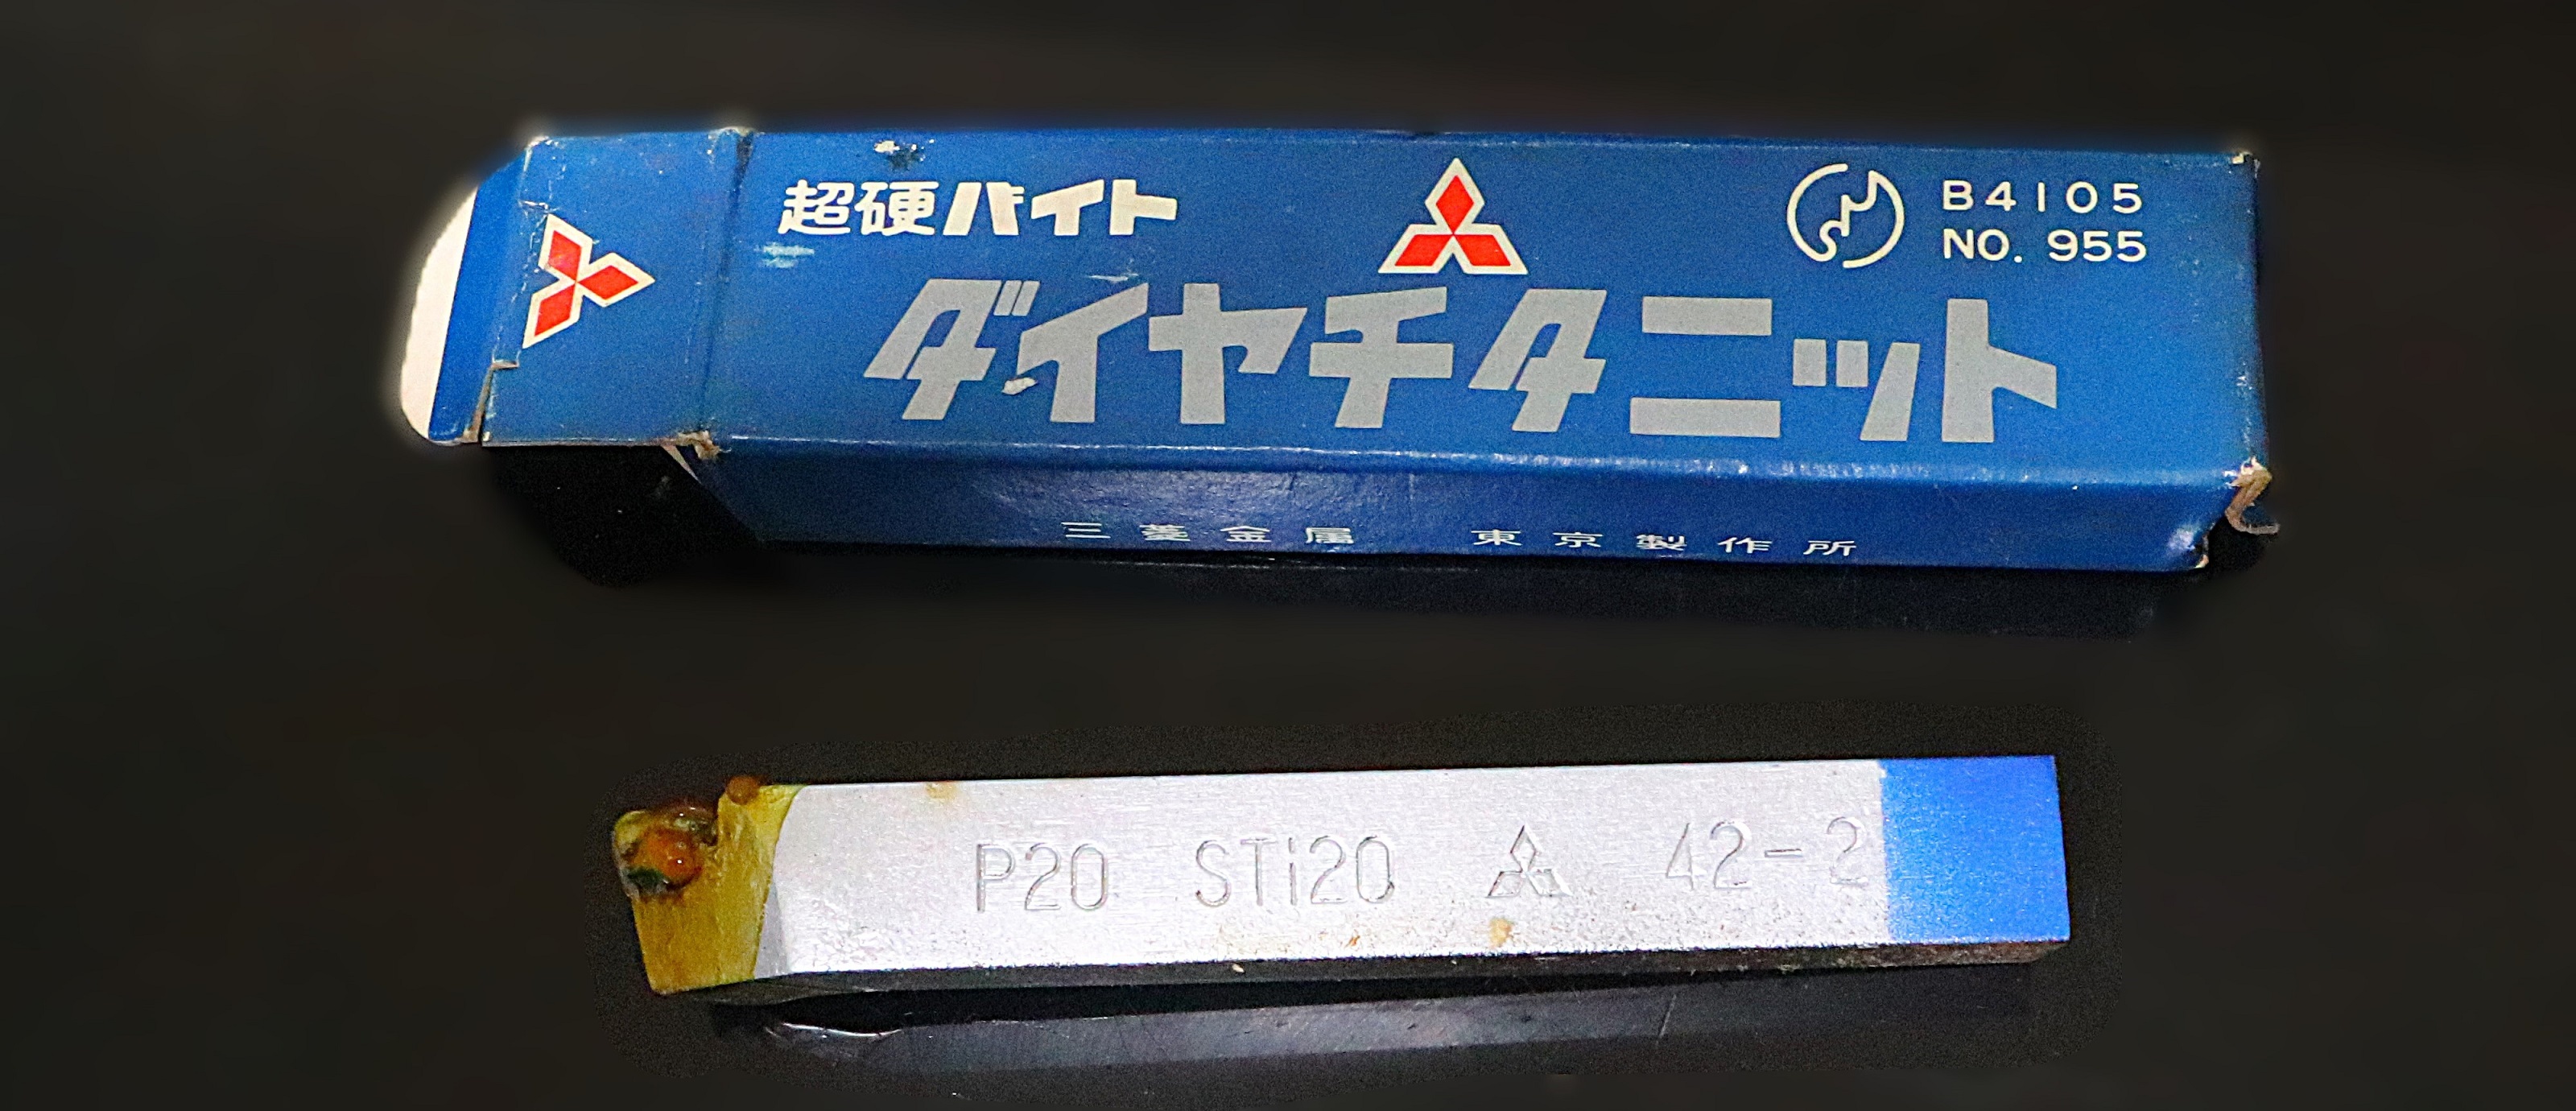 超硬バイト
B4105
NO. 955
ダイヤチタニット
三菱金属 東京製作所
P20 STi20 42-2